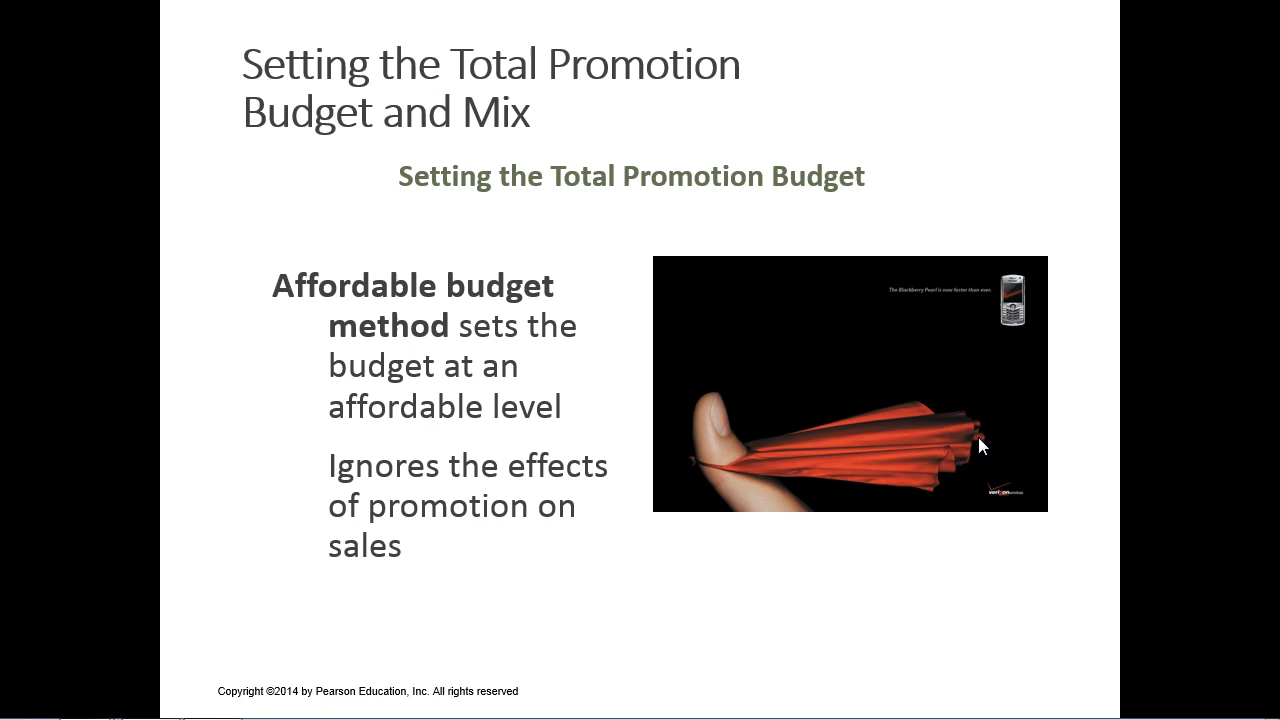 Setting the Total Promotion
Budget and Mix
Setting the Total Promotion Budget
Affordable budget
method sets the
budget at an
affordable level
Ignores the effects
of promotion on
sales
The Blackberry Pearl is now faster than ever.
verizonwireless
Copyright ©2014 by Pearson Education, Inc. All rights reserved